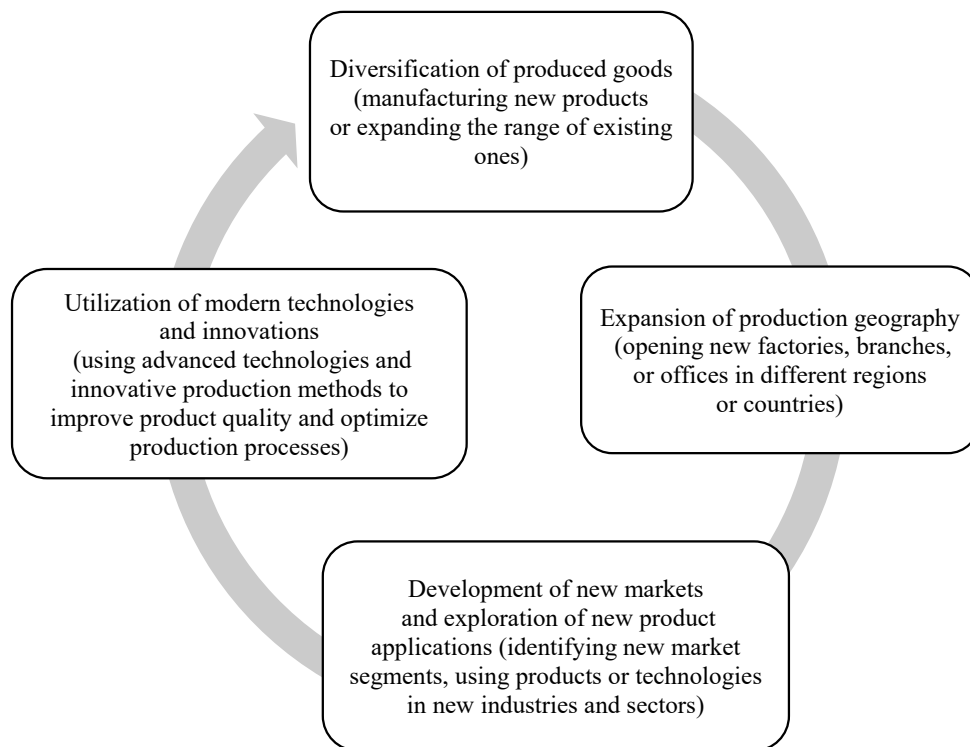 Diversification of produced goods
(manufacturing new products
or expanding the range of existing
ones)
Expansion of production geography
(opening new factories, branches,
or offices in different regions
or countries)
Development of new markets
and exploration of new product
applications (identifying new market
segments, using products or technologies
in new industries and sectors)
Utilization of modern technologies
and innovations
(using advanced technologies and
innovative production methods to
improve product quality and optimize
production processes)